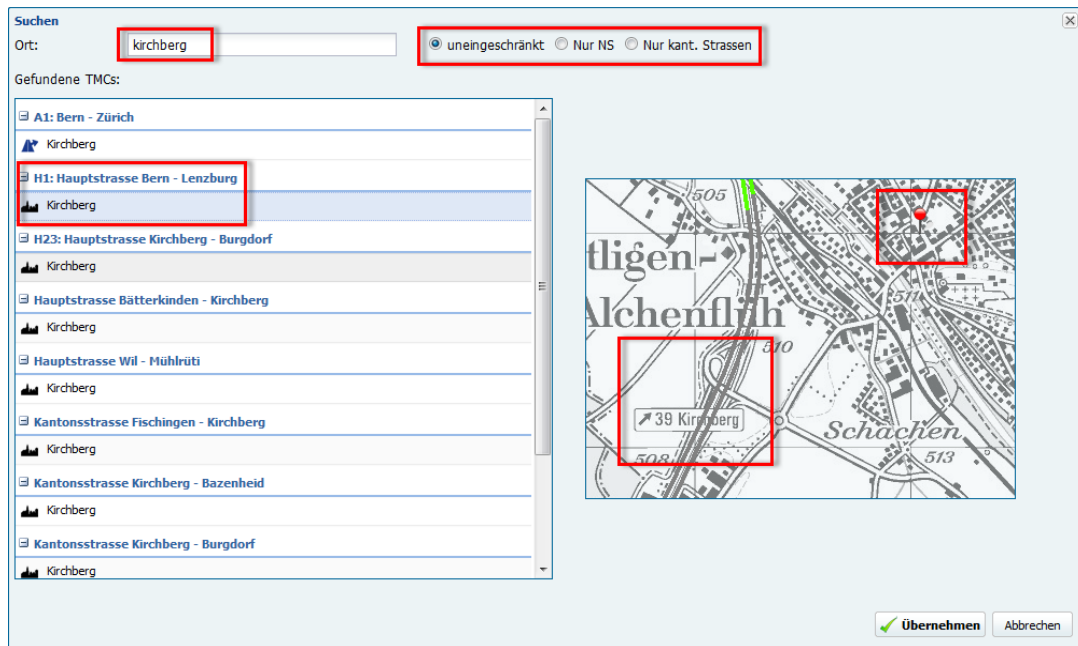 Suchen
Ort: kirchberg uneingeschränkt Nur NS Nur kant. Strassen
Gefundene TMCs:
A1: Bern - Zürich
Kirchberg
H1: Hauptstrasse Bern - Lenzburg
Kirchberg
H23: Hauptstrasse Kirchberg - Burgdorf
Kirchberg
Hauptstrasse Bätterkinden - Kirchberg
Kirchberg
Hauptstrasse Wil - Mühlrüti
Kirchberg
Kantonsstrasse Fischingen - Kirchberg
Kirchberg
Kantonsstrasse Kirchberg - Bazenheid
Kirchberg
Kantonsstrasse Kirchberg - Burgdorf
Kirchberg
505
tligen-
511
Alchenflüh
510
39 Kirchberg
Schachen
508
513
Übernehmen Abbrechen